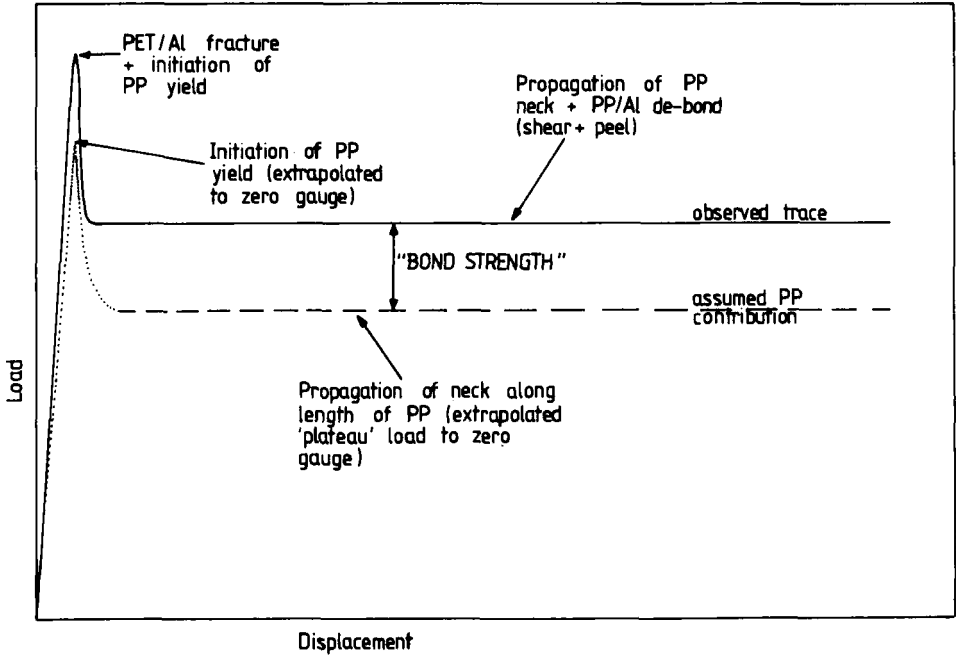 PET/Al fracture
+ initiation of
PP yield
Propagation of PP
neck + PP/Al de-bond
(shear + peel)
Initiation of PP
yield (extrapolated
to zero gauge)
observed trace
"BOND STRENGTH"
assumed PP
contribution
Load
Propagation of neck along
length of PP (extrapolated
'plateau' load to zero
gauge)
Displacement